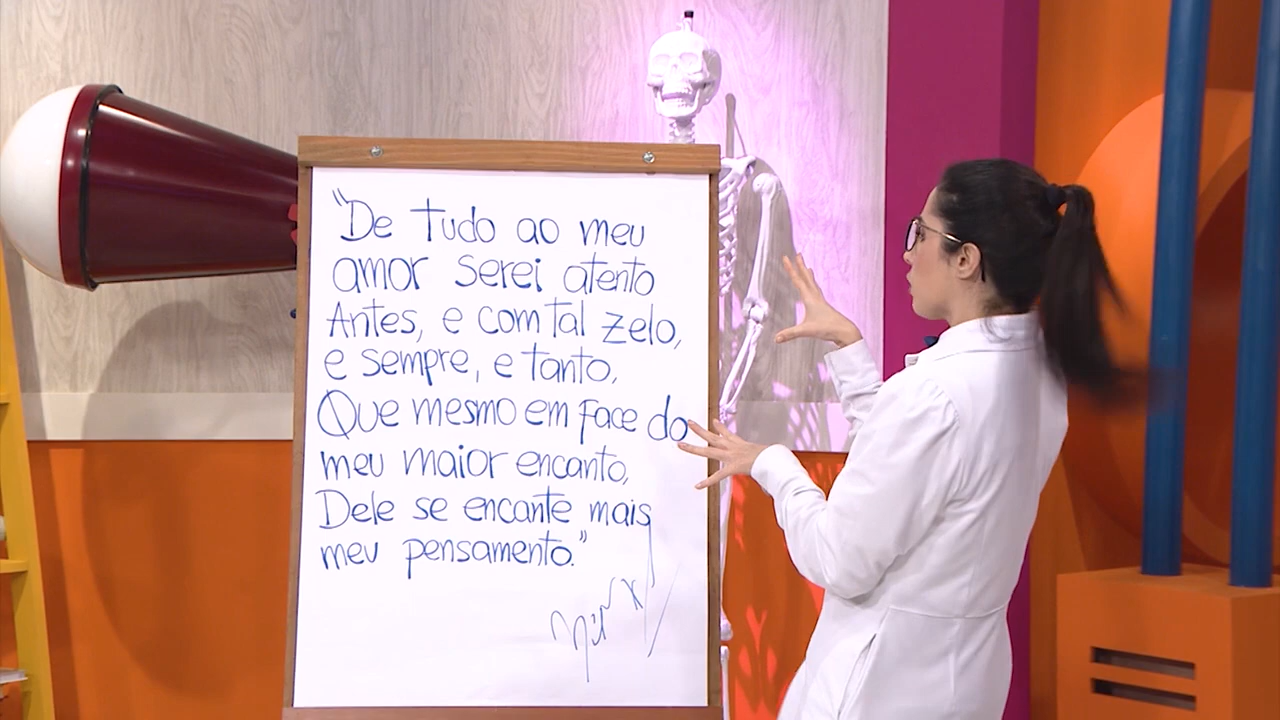 "De tudo ao meu
amor serei atento
Antes, e com tal zelo,
e sempre, e tanto,
Que mesmo em face do
meu maior encanto,
Dele se encante mais
meu pensamento."